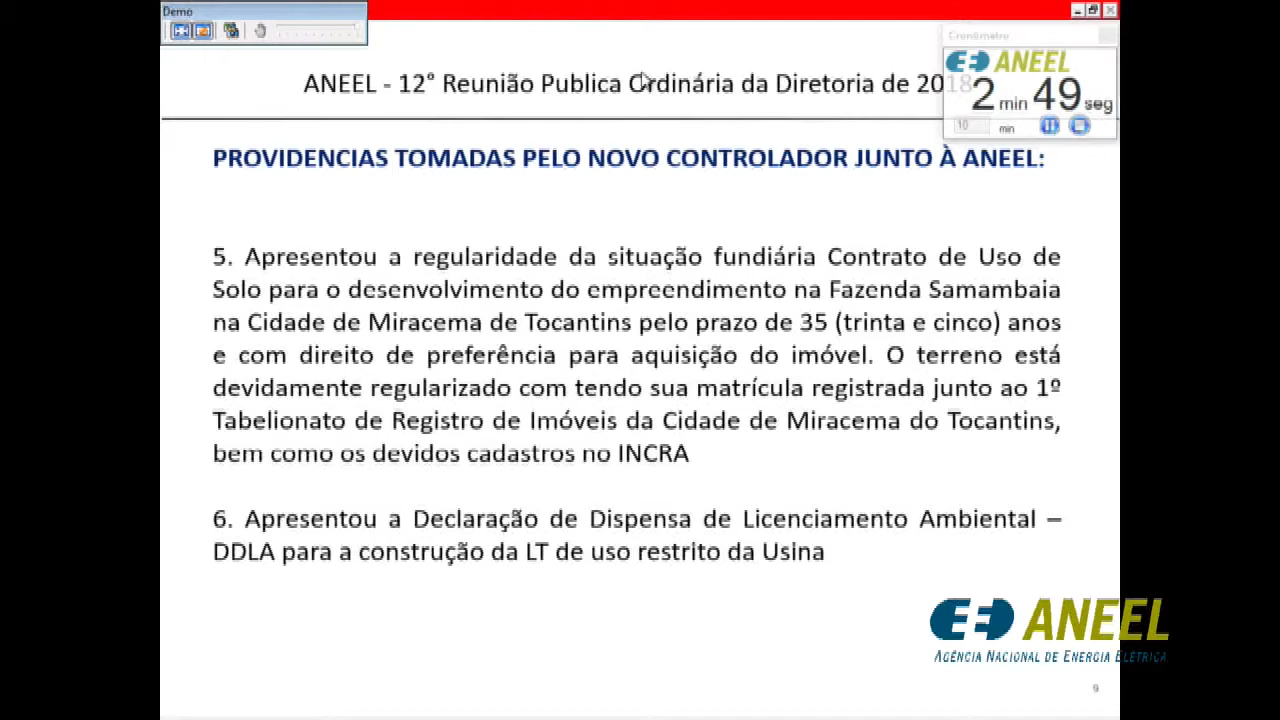 Demo
Cronômetro
ANEEL
ANEEL - 12° Reunião Publica Ordinária da Diretoria de 2018
2 min 49 seg
10 min
PROVIDENCIAS TOMADAS PELO NOVO CONTROLADOR JUNTO À ANEEL:
5. Apresentou a regularidade da situação fundiária Contrato de Uso de
Solo para o desenvolvimento do empreendimento na Fazenda Samambaia
na Cidade de Miracema de Tocantins pelo prazo de 35 (trinta e cinco) anos
e com direito de preferência para aquisição do imóvel. O terreno está
devidamente regularizado com tendo sua matrícula registrada junto ao 1º
Tabelionato de Registro de Imóveis da Cidade de Miracema do Tocantins,
bem como os devidos cadastros no INCRA
6. Apresentou a Declaração de Dispensa de Licenciamento Ambiental –
DDLA para a construção da LT de uso restrito da Usina
ANEEL
AGÊNCIA NACIONAL DE ENERGIA ELÉTRICA
9